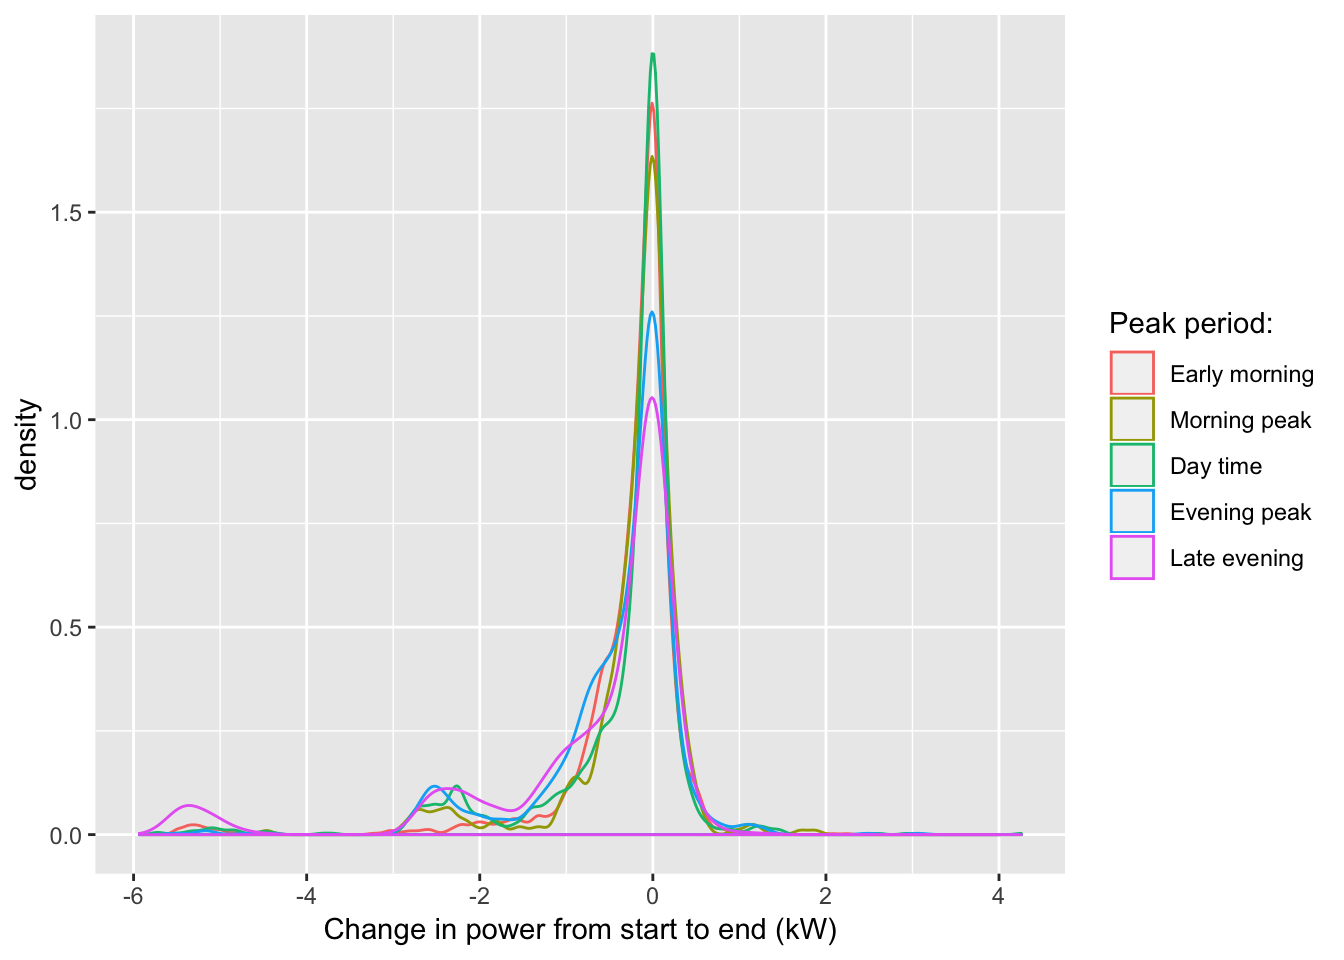 1.5
1.0
0.5
0.0
density
-6
-4
-2
0
2
4
Change in power from start to end (kW)
Peak period:
Early morning
Morning peak
Day time
Evening peak
Late evening